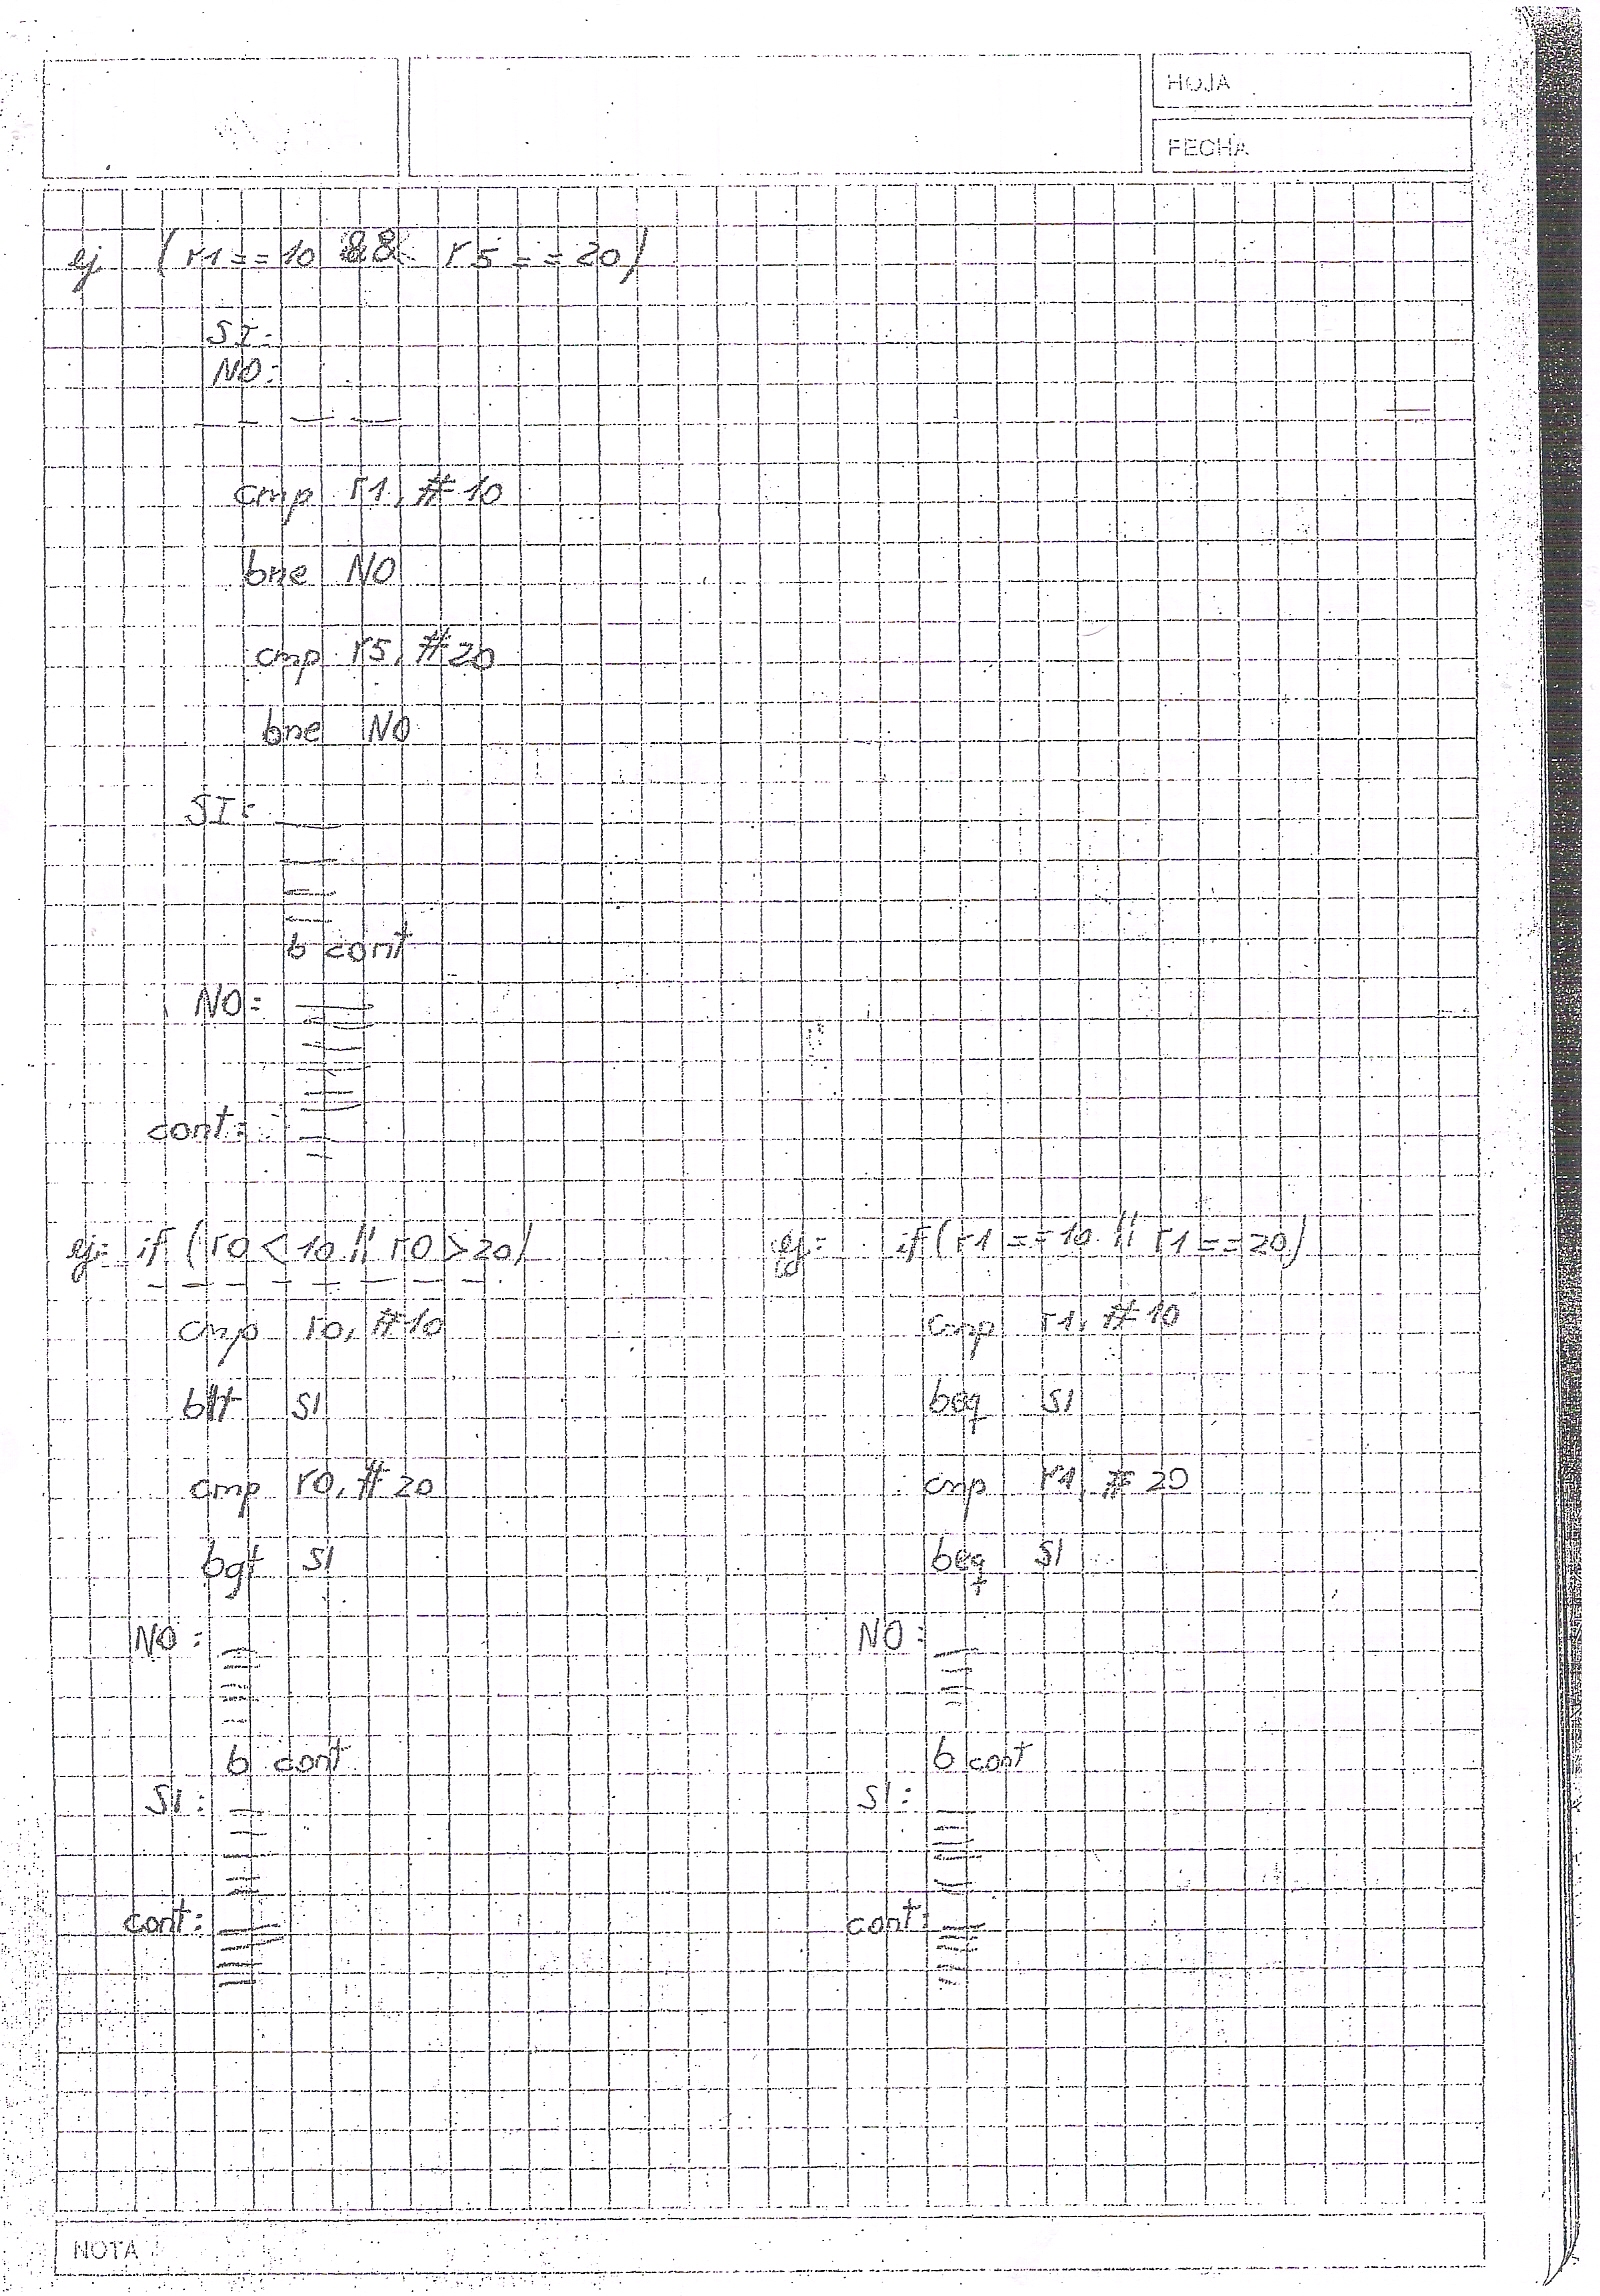 HOJA
FECHA
ej (r1==10 && r5==20)
SI:
NO:
cmp r1, #10
bne NO
cmp r5, #20
bne NO
SI:
b cont
NO:
cont:
ej: if (r0<10 || r0>20)
cmp r0, #10
blt SI
cmp r0, #20
bgt SI
NO:
b cont
SI:
cont:
ej: if (r1==10 || r1==20)
cmp r1, #10
beq SI
cmp r1, #20
beq SI
NO:
b cont
SI:
cont:
NOTA